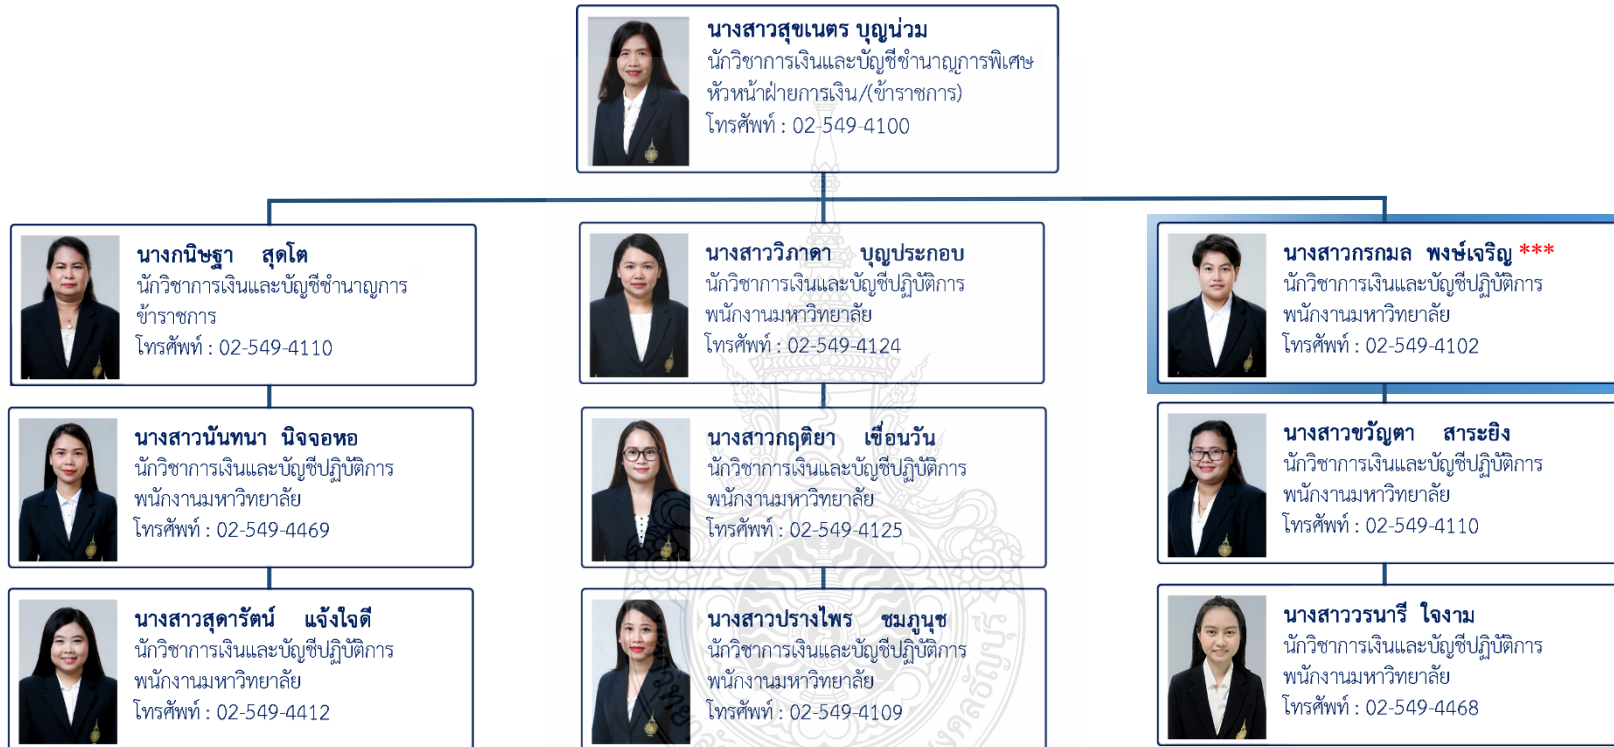 นางสาวสุขเนตร บุญน่วม
นักวิชาการเงินและบัญชีชำนาญการพิเศษ
หัวหน้าฝ่ายการเงิน/(ข้าราชการ)
โทรศัพท์ : 02-549-4100
นางกนิษฐา สุดโต
นักวิชาการเงินและบัญชีชำนาญการ
ข้าราชการ
โทรศัพท์ : 02-549-4110
นางสาววิภาดา บุญประกอบ
นักวิชาการเงินและบัญชีปฏิบัติการ
พนักงานมหาวิทยาลัย
โทรศัพท์ : 02-549-4124
นางสาวกรกมล พงษ์เจริญ ***
นักวิชาการเงินและบัญชีปฏิบัติการ
พนักงานมหาวิทยาลัย
โทรศัพท์ : 02-549-4102
นางสาวนันทนา นิจจอหอ
นักวิชาการเงินและบัญชีปฏิบัติการ
พนักงานมหาวิทยาลัย
โทรศัพท์ : 02-549-4469
นางสาวกฤติยา เขื่อนวัน
นักวิชาการเงินและบัญชีปฏิบัติการ
พนักงานมหาวิทยาลัย
โทรศัพท์ : 02-549-4125
นางสาวขวัญตา สาระยิง
นักวิชาการเงินและบัญชีปฏิบัติการ
พนักงานมหาวิทยาลัย
โทรศัพท์ : 02-549-4110
นางสาวสุดารัตน์ แจ้งใจดี
นักวิชาการเงินและบัญชีปฏิบัติการ
พนักงานมหาวิทยาลัย
โทรศัพท์ : 02-549-4412
นางสาวปรางไพร ชมภูนุช
นักวิชาการเงินและบัญชีปฏิบัติการ
พนักงานมหาวิทยาลัย
โทรศัพท์ : 02-549-4109
นางสาววรนารี ใจงาม
นักวิชาการเงินและบัญชีปฏิบัติการ
พนักงานมหาวิทยาลัย
โทรศัพท์ : 02-549-4468